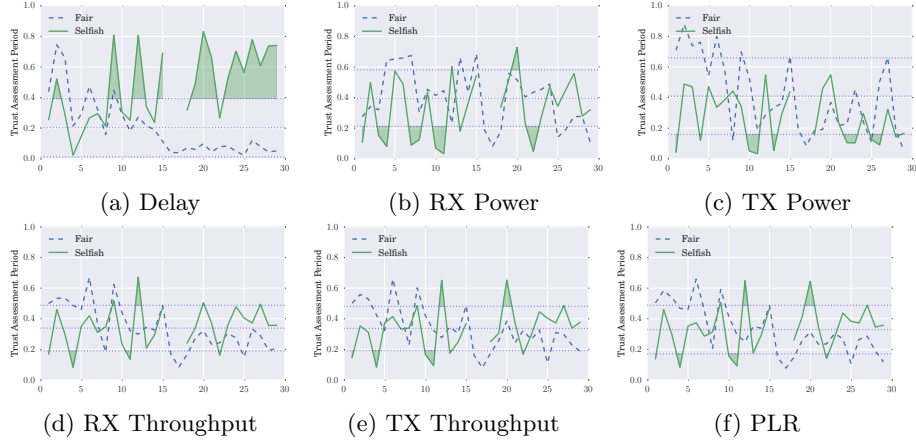 Trust Assessment Period
1.0
0.8
0.6
0.4
0.2
0.0
Fair
Selfish
0 5 10 15 20 25 30
(a) Delay
1.0
0.8
0.6
0.4
0.2
0.0
Trust Assessment Period
Fair
Selfish
0 5 10 15 20 25 30
(b) RX Power
1.0
0.8
0.6
0.4
0.2
0.0
Trust Assessment Period
Fair
Selfish
0 5 10 15 20 25 30
(c) TX Power
Trust Assessment Period
1.0
0.8
0.6
0.4
0.2
0.0
Fair
Selfish
0 5 10 15 20 25 30
(d) RX Throughput
Trust Assessment Period
1.0
0.8
0.6
0.4
0.2
0.0
Fair
Selfish
0 5 10 15 20 25 30
(e) TX Throughput
Trust Assessment Period
1.0
0.8
0.6
0.4
0.2
0.0
Fair
Selfish
0 5 10 15 20 25 30
(f) PLR